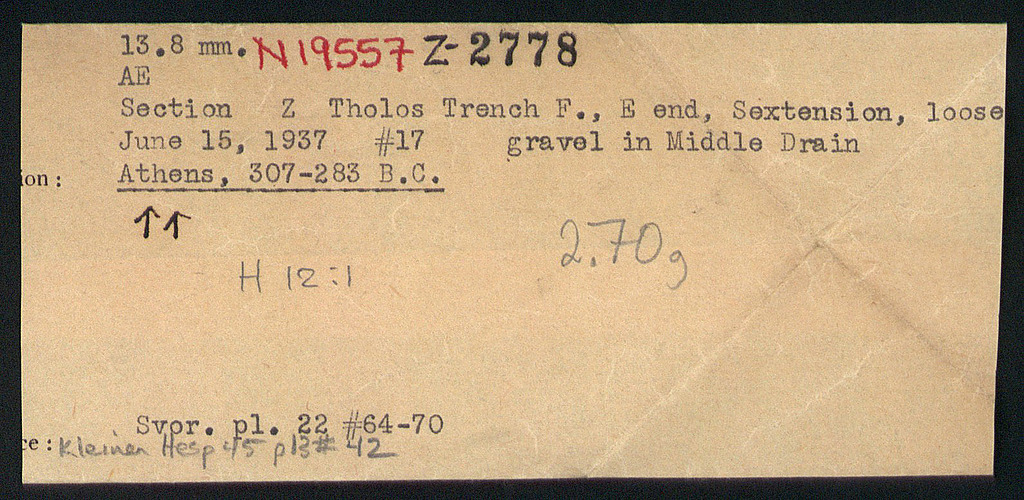 13.8 mm. N19557 Z-2778
AE
Section Z Tholos Trench F., E end, Sextension, loose
June 15, 1937 #17 gravel in Middle Drain
ion: Athens, 307-283 B.C.
↑↑
2.70g
H 12:1
Svor. pl. 22 #64-70
ce: Kleiner Hesp 45 pl3# 42